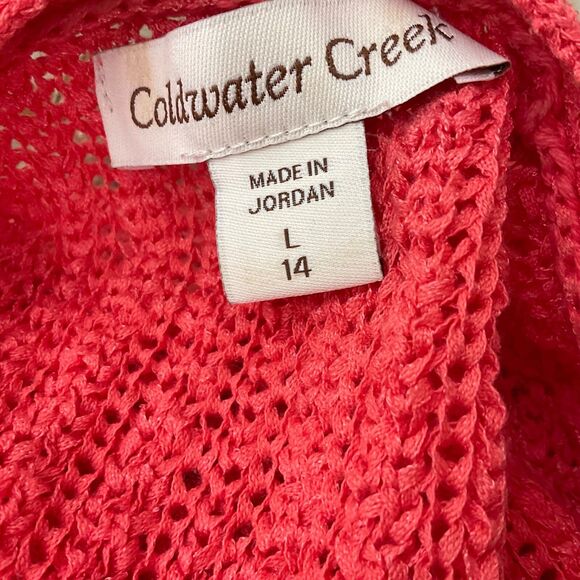 Coldwater Creek
MADE IN
JORDAN
L
14